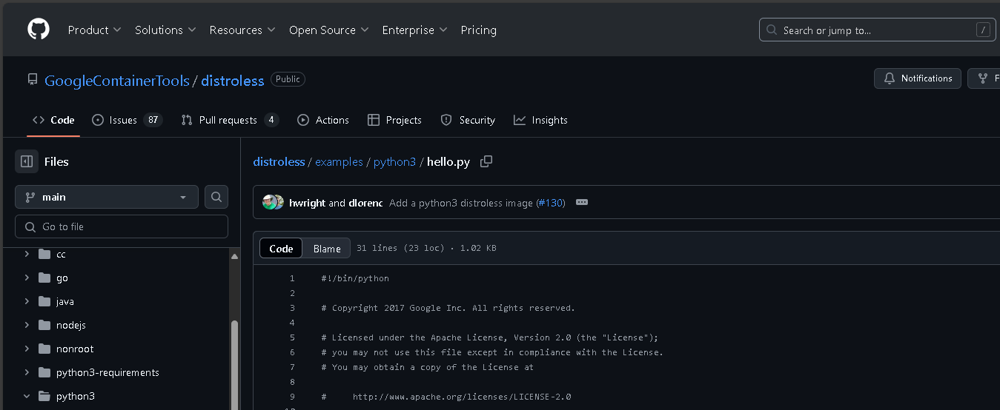 Product Solutions Resources Open Source Enterprise Pricing Search or jump to... /
GoogleContainerTools / distroless Public Notifications F
Code Issues 87 Pull requests 4 Actions Projects Security Insights
Files
main
Go to file
cc
go
java
nodejs
nonroot
python3-requirements
python3
distroless / examples / python3 / hello.py
hwright and dlorenc Add a python3 distroless image (#130)
Code Blame 31 lines (23 loc) · 1.02 KB
1 #!/bin/python
2
3 # Copyright 2017 Google Inc. All rights reserved.
4
5 # Licensed under the Apache License, Version 2.0 (the "License");
6 # you may not use this file except in compliance with the License.
7 # You may obtain a copy of the License at
8
9 # http://www.apache.org/licenses/LICENSE-2.0
10